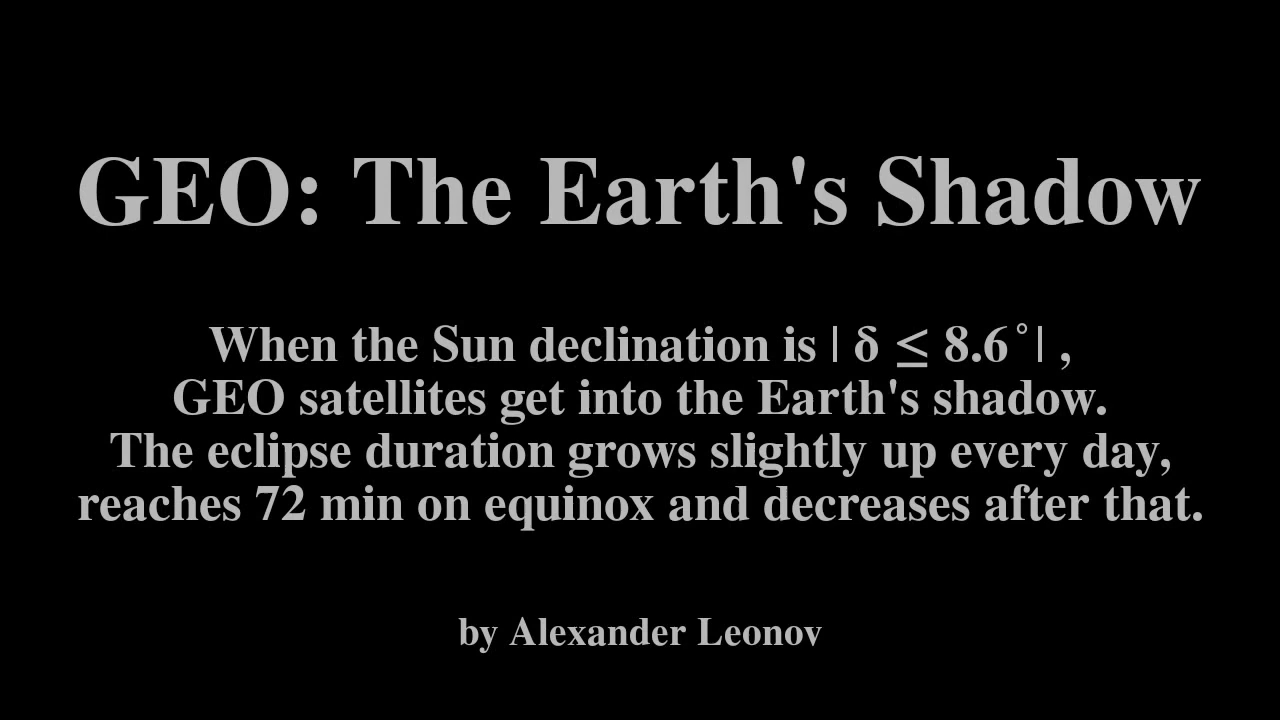 GEO: The Earth's Shadow
When the Sun declination is | δ ≤ 8.6°| ,
GEO satellites get into the Earth's shadow.
The eclipse duration grows slightly up every day,
reaches 72 min on equinox and decreases after that.
by Alexander Leonov